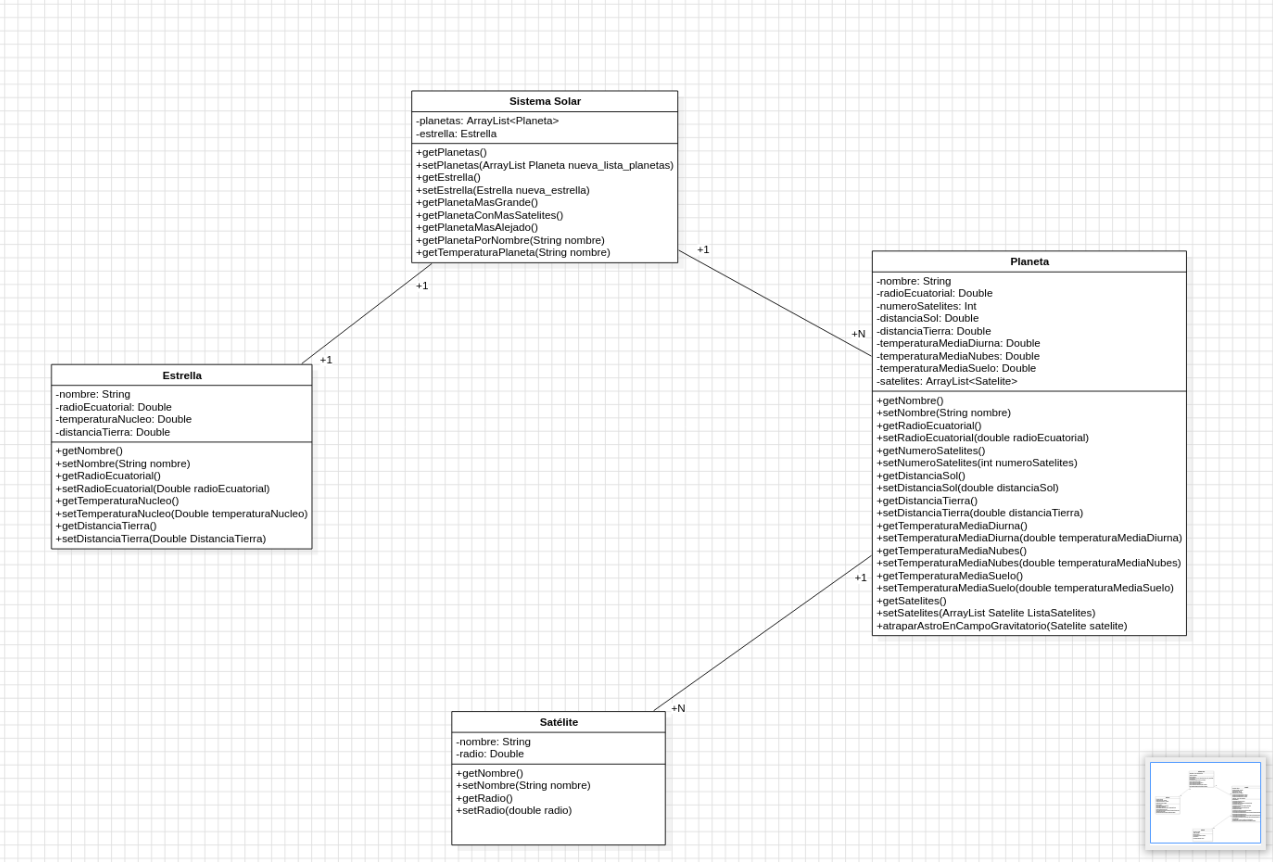 Sistema Solar
-planetas: ArrayList<Planeta>
-estrella: Estrella
+getPlanetas()
+setPlanetas(ArrayList Planeta nueva_lista_planetas)
+getEstrella()
+setEstrella(Estrella nueva_estrella)
+getPlanetaMasGrande()
+getPlanetaConMasSatelites()
+getPlanetaMasAlejado()
+getPlanetaPorNombre(String nombre)
+getTemperaturaPlaneta(String nombre)
+1
+N
+1
+1
Planeta
-nombre: String
-radioEcuatorial: Double
-numeroSatelites: Int
-distanciaSol: Double
-distanciaTierra: Double
-temperaturaMediaDiurna: Double
-temperaturaMediaNubes: Double
-temperaturaMediaSuelo: Double
-satelites: ArrayList<Satelite>
+getNombre()
+setNombre(String nombre)
+getRadioEcuatorial()
+setRadioEcuatorial(double radioEcuatorial)
+getNumeroSatelites()
+setNumeroSatelites(int numeroSatelites)
+getDistanciaSol()
+setDistanciaSol(double distanciaSol)
+getDistanciaTierra()
+setDistanciaTierra(double distanciaTierra)
+getTemperaturaMediaDiurna()
+setTemperaturaMediaDiurna(double temperaturaMediaDiurna)
+getTemperaturaMediaNubes()
+setTemperaturaMediaNubes(double temperaturaMediaNubes)
+getTemperaturaMediaSuelo()
+setTemperaturaMediaSuelo(double temperaturaMediaSuelo)
+getSatelites()
+setSatelites(ArrayList Satelite ListaSatelites)
+atraparAstroEnCampoGravitatorio(Satelite satelite)
Estrella
-nombre: String
-radioEcuatorial: Double
-temperaturaNucleo: Double
-distanciaTierra: Double
+getNombre()
+setNombre(String nombre)
+getRadioEcuatorial()
+setRadioEcuatorial(Double radioEcuatorial)
+getTemperaturaNucleo()
+setTemperaturaNucleo(Double temperaturaNucleo)
+getDistanciaTierra()
+setDistanciaTierra(Double DistanciaTierra)
+1
+N
Satélite
-nombre: String
-radio: Double
+getNombre()
+setNombre(String nombre)
+getRadio()
+setRadio(double radio)